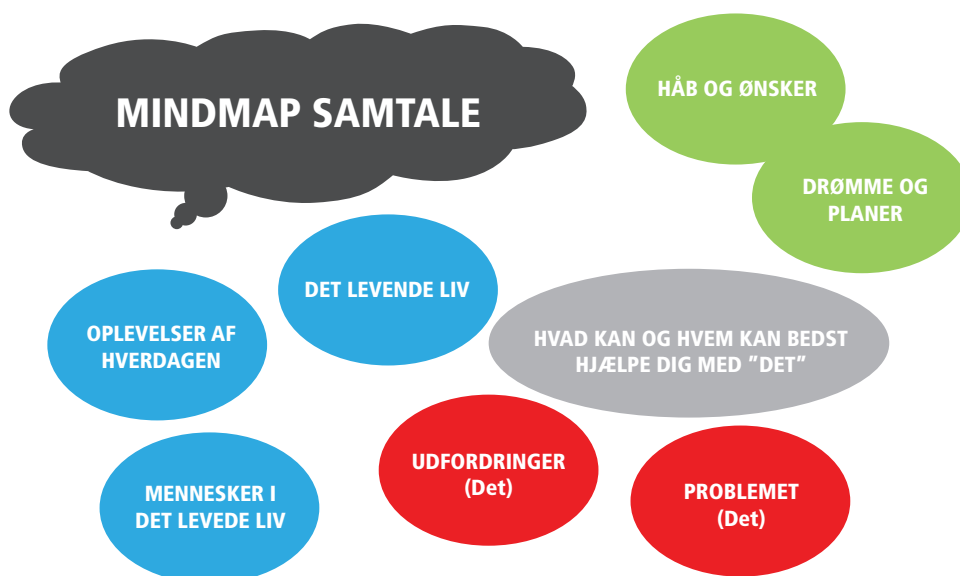 MINDMAP SAMTALE
HÅB OG ØNSKER
DRØMME OG
PLANER
DET LEVENDE LIV
OPLEVELSER AF
HVERDAGEN
HVAD KAN OG HVEM KAN BEDST
HJÆLPE DIG MED ”DET”
UDFORDRINGER
(Det)
PROBLEMET
(Det)
MENNESKER I
DET LEVEDE LIV